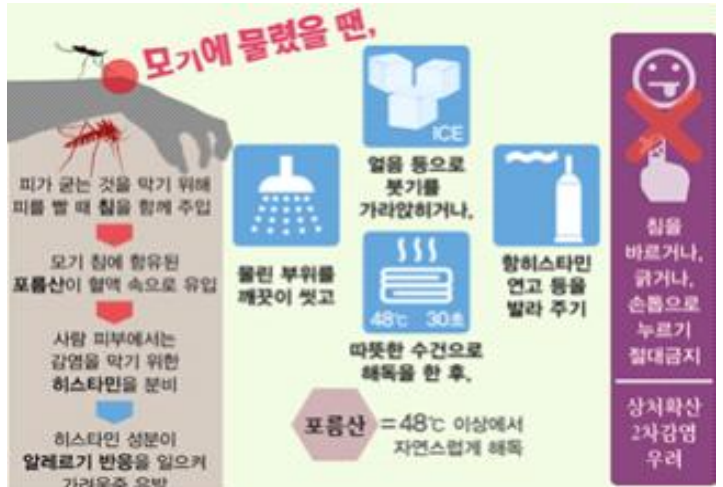 모기에 물렸을 땐,
피가 굳는 것을 막기 위해
피를 빨 때 침을 함께 주입
모기 침에 함유된
포름산이 혈액 속으로 유입
사람 피부에서는
감염을 막기 위한
히스타민을 분비
히스타민 성분이
알레르기 반응을 일으켜
가려움증 유발
물린 부위를
깨끗이 씻고
ICE
얼음 등으로
붓기를
가라앉히거나,
48℃ 30초
따뜻한 수건으로
해독을 한 후,
항히스타민
연고 등을
발라 주기
포름산 = 48℃ 이상에서
자연스럽게 해독
침을
바르거나,
긁거나,
손톱으로
누르기
절대금지
상처확산
2차감염
우려